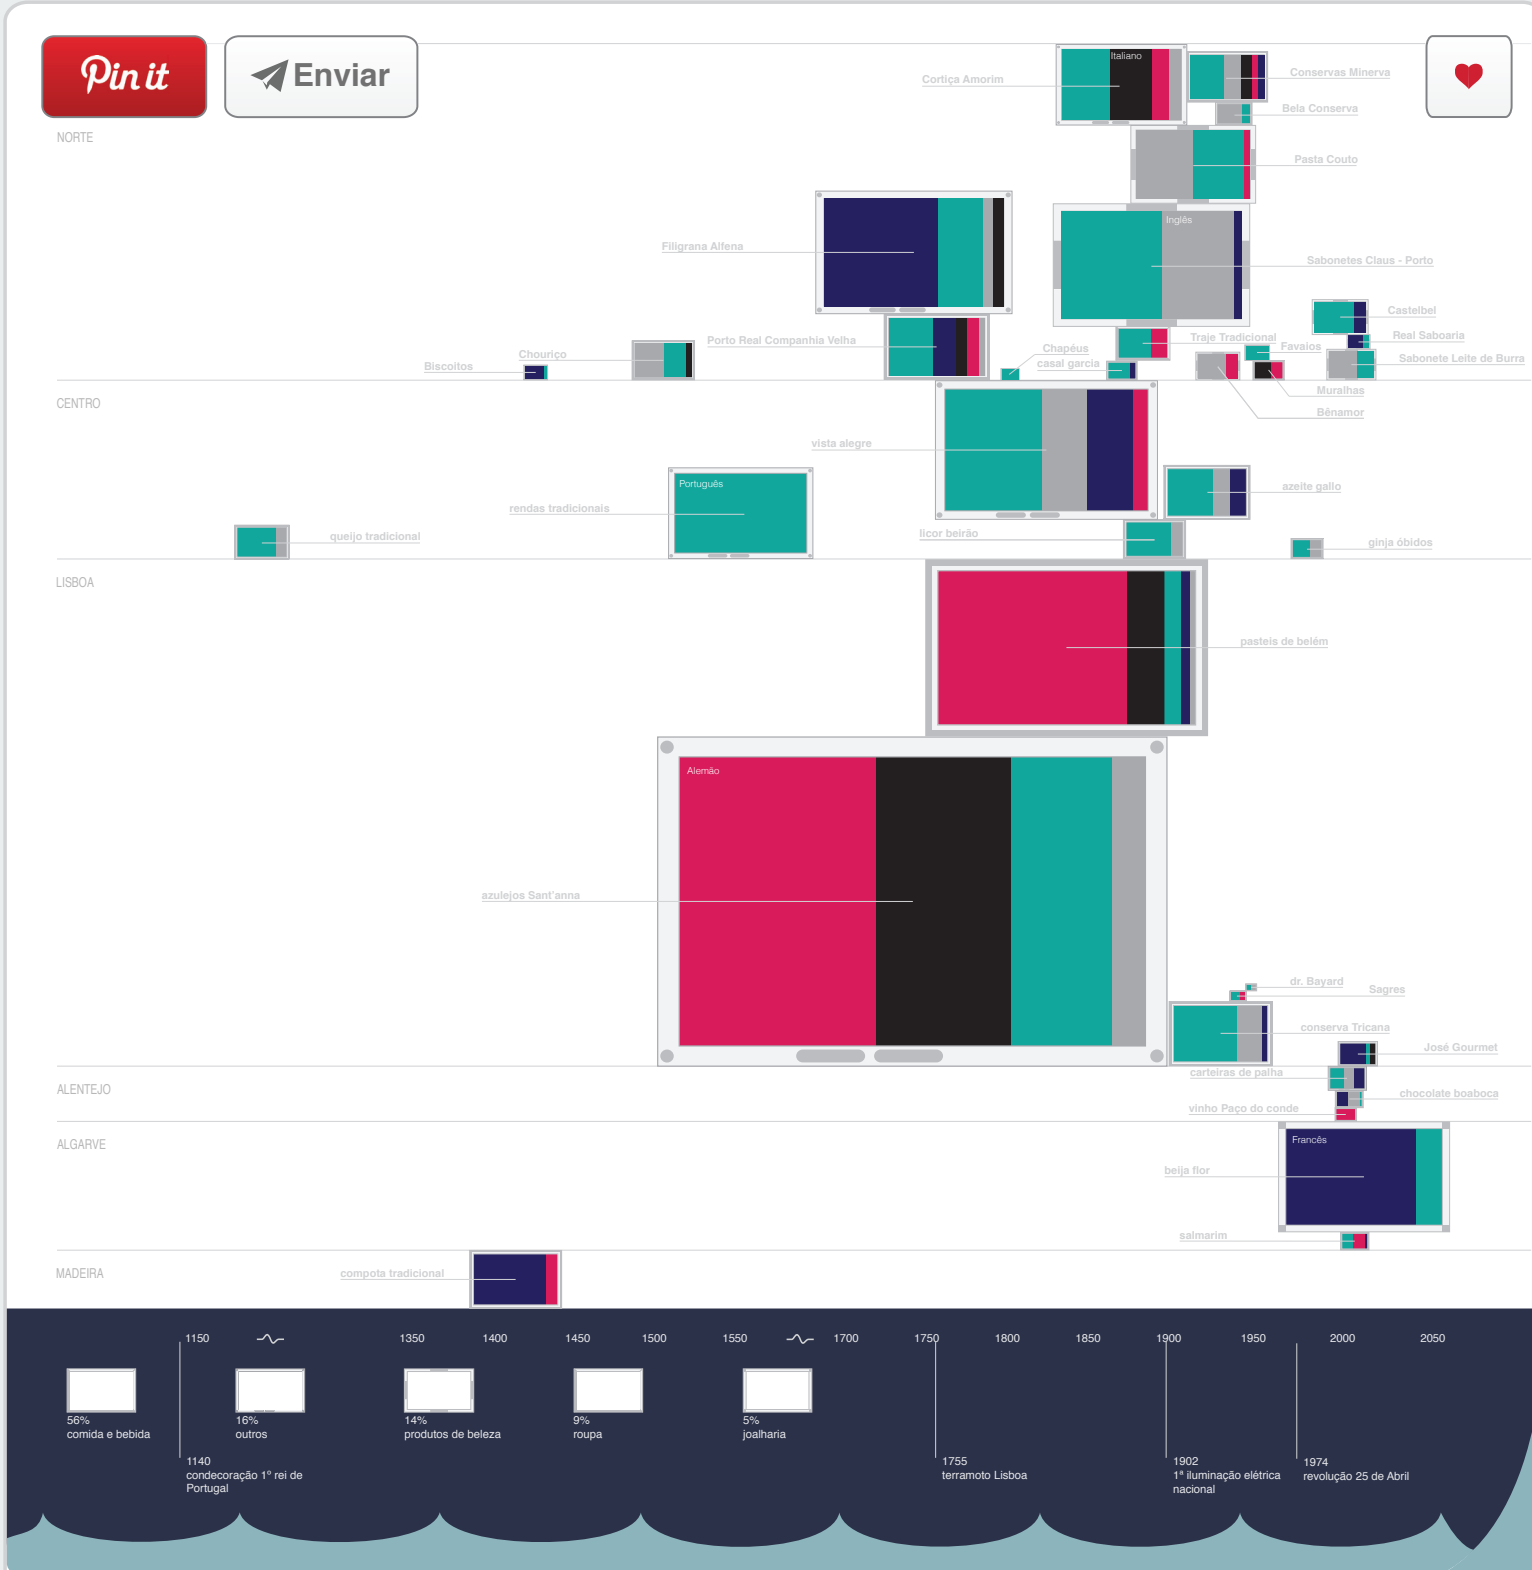 Pin it
Enviar
NORTE
Italiano
Cortiça Amorim
Conservas Minerva
Bela Conserva
Pasta Couto
Inglês
Filigrana Alfena
Sabonetes Claus - Porto
Castelbel
Porto Real Companhia Velha
Chapéus
Traje Tradicional
Favaios
Real Saboaria
Biscoitos
Chouriço
casal garcia
Sabonete Leite de Burra
Muralhas
Bênamor
CENTRO
vista alegre
Português
rendas tradicionais
azeite gallo
queijo tradicional
licor beirão
ginja óbidos
LISBOA
pasteis de belém
Alemão
azulejos Sant'anna
dr. Bayard
Sagres
conserva Tricana
José Gourmet
ALENTEJO
carteiras de palha
chocolate boaboca
vinho Paço do conde
ALGARVE
Francês
beija flor
salmarim
MADEIRA
compota tradicional
1150 1350 1400 1450 1500 1550 1700 1750 1800 1850 1900 1950 2000 2050
56%
comida e bebida
16%
outros
14%
produtos de beleza
9%
roupa
5%
joalharia
1140
condecoração 1º rei de
Portugal
1755
terramoto Lisboa
1902
1ª iluminação elétrica
nacional
1974
revolução 25 de Abril